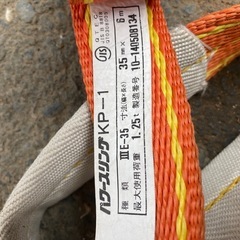 JIS
パワースリング KP-1
種類 ⅢE-35 寸法(幅×長さ) 35mm× 6m
最大使用荷重 1.25t 製造番号 10-140508134